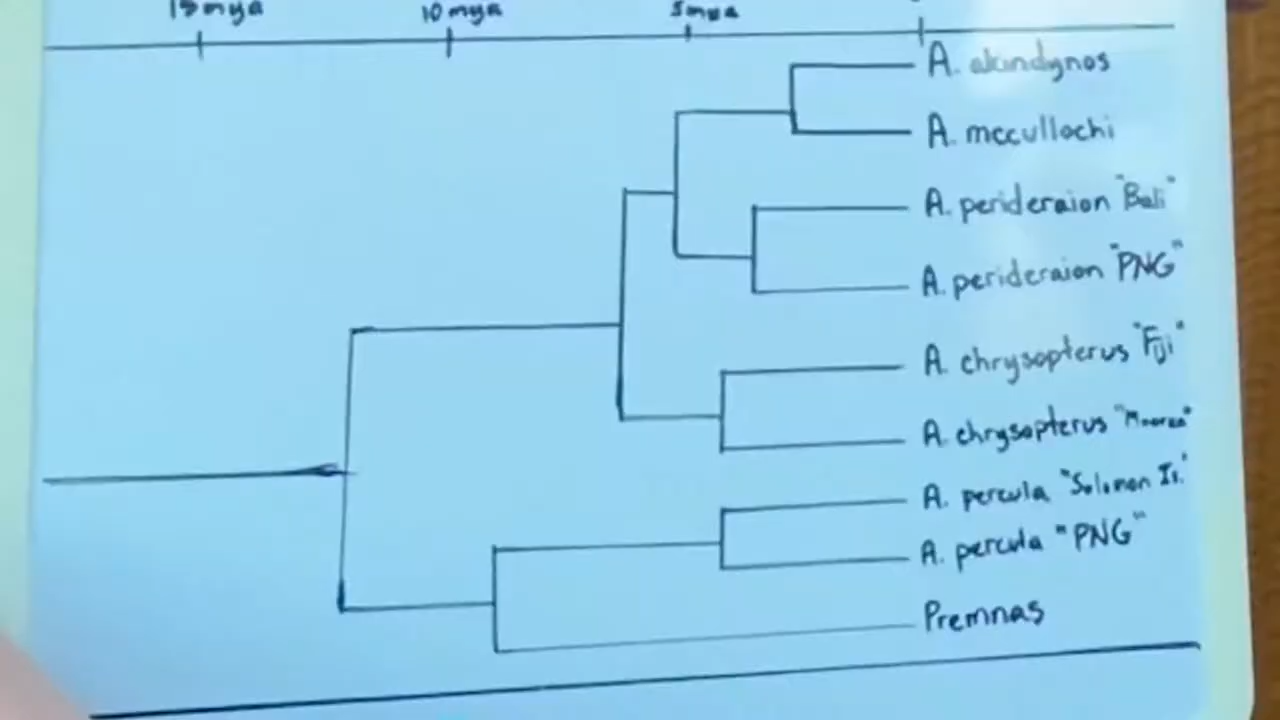 15 mya 10 mya 5 mya
A. akindynos
A. mccullochi
A. perideraion "Bali"
A. perideraion "PNG"
A. chrysopterus "Fiji"
A. chrysopterus "Moorea"
A. percula "Solomon Is."
A. percula "PNG"
Premnas